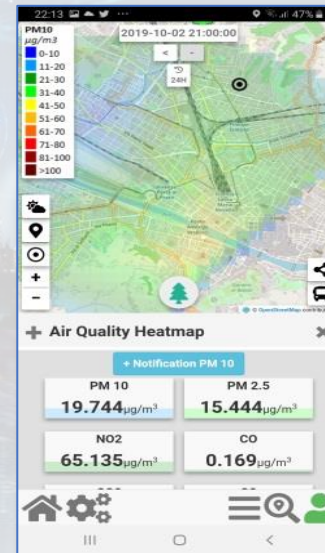 22:13
47%
PM10
µg/m3
0-10
11-20
21-30
31-40
41-50
51-60
61-70
71-80
81-100
>100
2019-10-02 21:00:00
<
-
24H
+
-
© OpenStreetMap
+ Air Quality Heatmap
+ Notification PM 10
PM 10
19.744µg/m³
PM 2.5
15.444µg/m³
NO2
65.135µg/m³
CO
0.169µg/m³